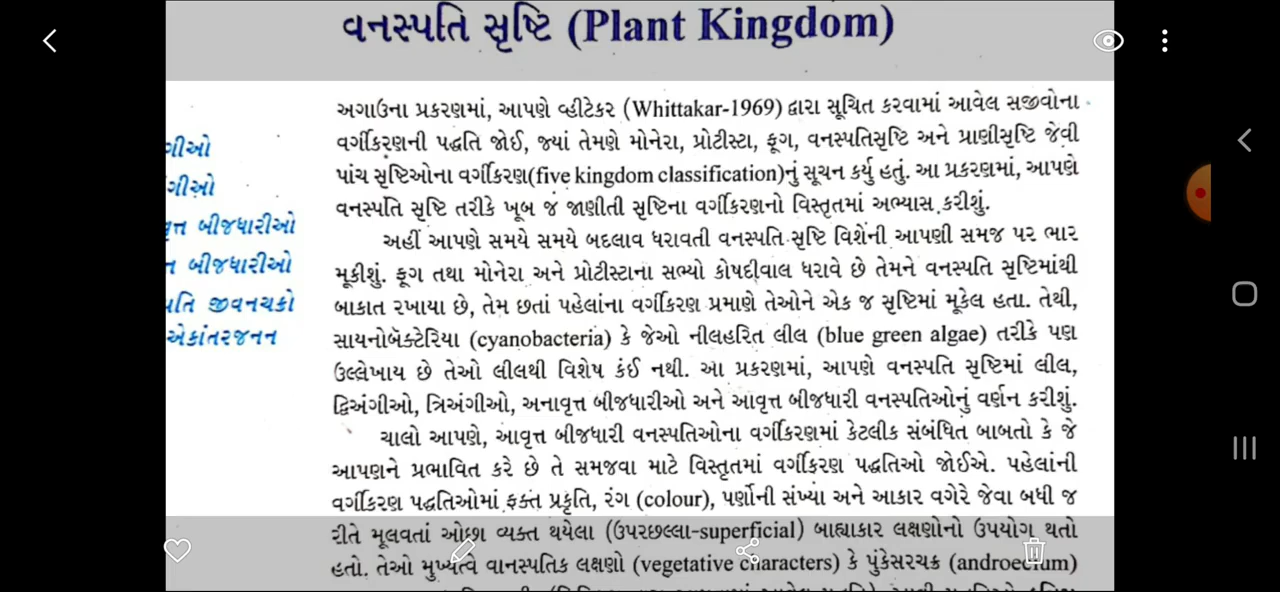 વનસ્પતિ સૃષ્ટિ (Plant Kingdom)
અગાઉના પ્રકરણમાં, આપણે વ્હીટેકર (Whittakar-1969) દ્વારા સૂચિત કરવામાં આવેલ સજીવોના
વર્ગીકરણની પદ્ધતિ જોઈ, જ્યાં તેમણે મોનેરા, પ્રોટીસ્ટા, ફૂગ, વનસ્પતિસૃષ્ટિ અને પ્રાણીસૃષ્ટિ જેવી
પાંચ સૃષ્ટિઓના વર્ગીકરણ(five kingdom classification)નું સૂચન કર્યુ હતું. આ પ્રકરણમાં, આપણે
વનસ્પતિ સૃષ્ટિ તરીકે ખૂબ જ જાણીતી સૃષ્ટિના વર્ગીકરણનો વિસ્તૃતમાં અભ્યાસ કરીશું.
અહીં આપણે સમયે સમયે બદલાવ ધરાવતી વનસ્પતિ સૃષ્ટિ વિશેની આપણી સમજ પર ભાર
મૂકીશું. ફૂગ તથા મોનેરા અને પ્રોટીસ્ટાના સભ્યો કોષદીવાલ ધરાવે છે તેમને વનસ્પતિ સૃષ્ટિમાંથી
બાકાત રખાયા છે, તેમ છતાં પહેલાંના વર્ગીકરણ પ્રમાણે તેઓને એક જ સૃષ્ટિમાં મૂકેલ હતા. તેથી,
સાયનોબૅક્ટેરિયા (cyanobacteria) કે જેઓ નીલહરિત લીલ (blue green algae) તરીકે પણ
ઉલ્લેખાય છે તેઓ લીલથી વિશેષ કંઈ નથી. આ પ્રકરણમાં, આપણે વનસ્પતિ સૃષ્ટિમાં લીલ,
દ્વિઅંગીઓ, ત્રિઅંગીઓ, અનાવૃત્ત બીજધારીઓ અને આવૃત્ત બીજધારી વનસ્પતિઓનું વર્ણન કરીશું.
ચાલો આપણે, આવૃત્ત બીજધારી વનસ્પતિઓના વર્ગીકરણમાં કેટલીક સંબંધિત બાબતો કે જે
આપણને પ્રભાવિત કરે છે તે સમજવા માટે વિસ્તૃતમાં વર્ગીકરણ પદ્ધતિઓ જોઈએ. પહેલાંની
વર્ગીકરણ પદ્ધતિઓમાં ફક્ત પ્રકૃતિ, રંગ (colour), પર્ણોની સંખ્યા અને આકાર વગેરે જેવા બધી જ
રીતે મૂલવતાં ઓછા વ્યક્ત થયેલા (ઉપરછલ્લા-superficial) બાહ્યાકાર લક્ષણોનો ઉપયોગ થતો
હતો. તેઓ મુખ્યત્વે વાનસ્પતિક લક્ષણો (vegetative characters) કે પુંકેસરચક્ર (androecium)
ગીઓ
ગીઓ
બીજધારીઓ
બીજધારીઓ
જીવનચક્રો
એકાંતરજનન